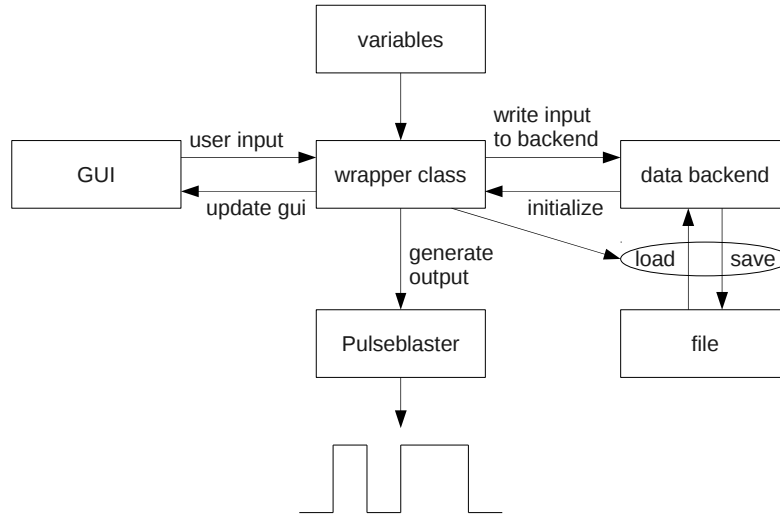 variables
write input
to backend
user input
GUI
wrapper class
data backend
update gui
initialize
generate
output
load
save
Pulseblaster
file